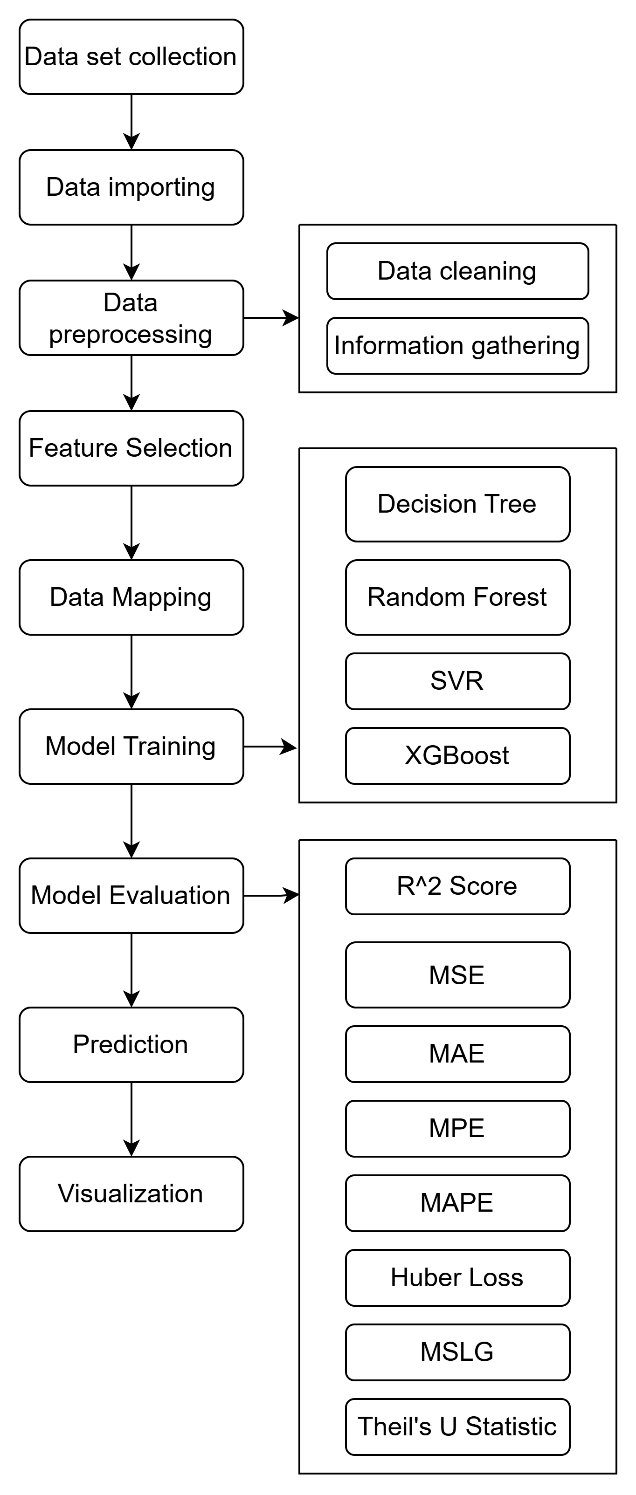 Data set collection
Data importing
Data
preprocessing
Data cleaning
Information gathering
Feature Selection
Data Mapping
Model Training
Decision Tree
Random Forest
SVR
XGBoost
Model Evaluation
R^2 Score
MSE
MAE
MPE
MAPE
Huber Loss
MSLG
Theil's U Statistic
Prediction
Visualization